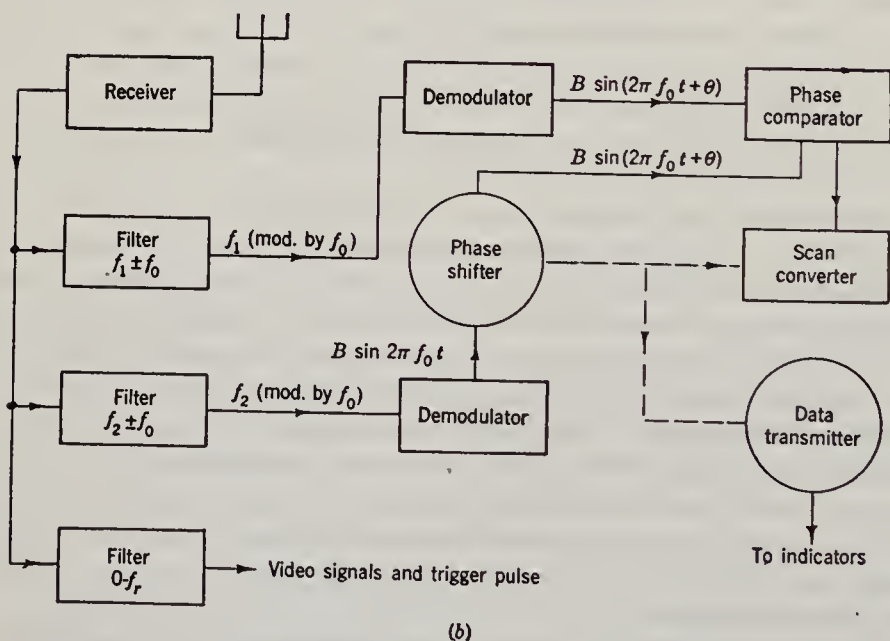 Receiver
Demodulator
B sin (2π f₀ t + θ)
Phase
comparator
B sin (2π f₀ t + θ)
Filter
f₁ ± f₀
f₁ (mod. by f₀)
Phase
shifter
Scan
converter
B sin 2π f₀ t
Filter
f₂ ± f₀
f₂ (mod. by f₀)
Demodulator
Data
transmitter
Filter
0-fᵣ
Video signals and trigger pulse
To indicators
(b)